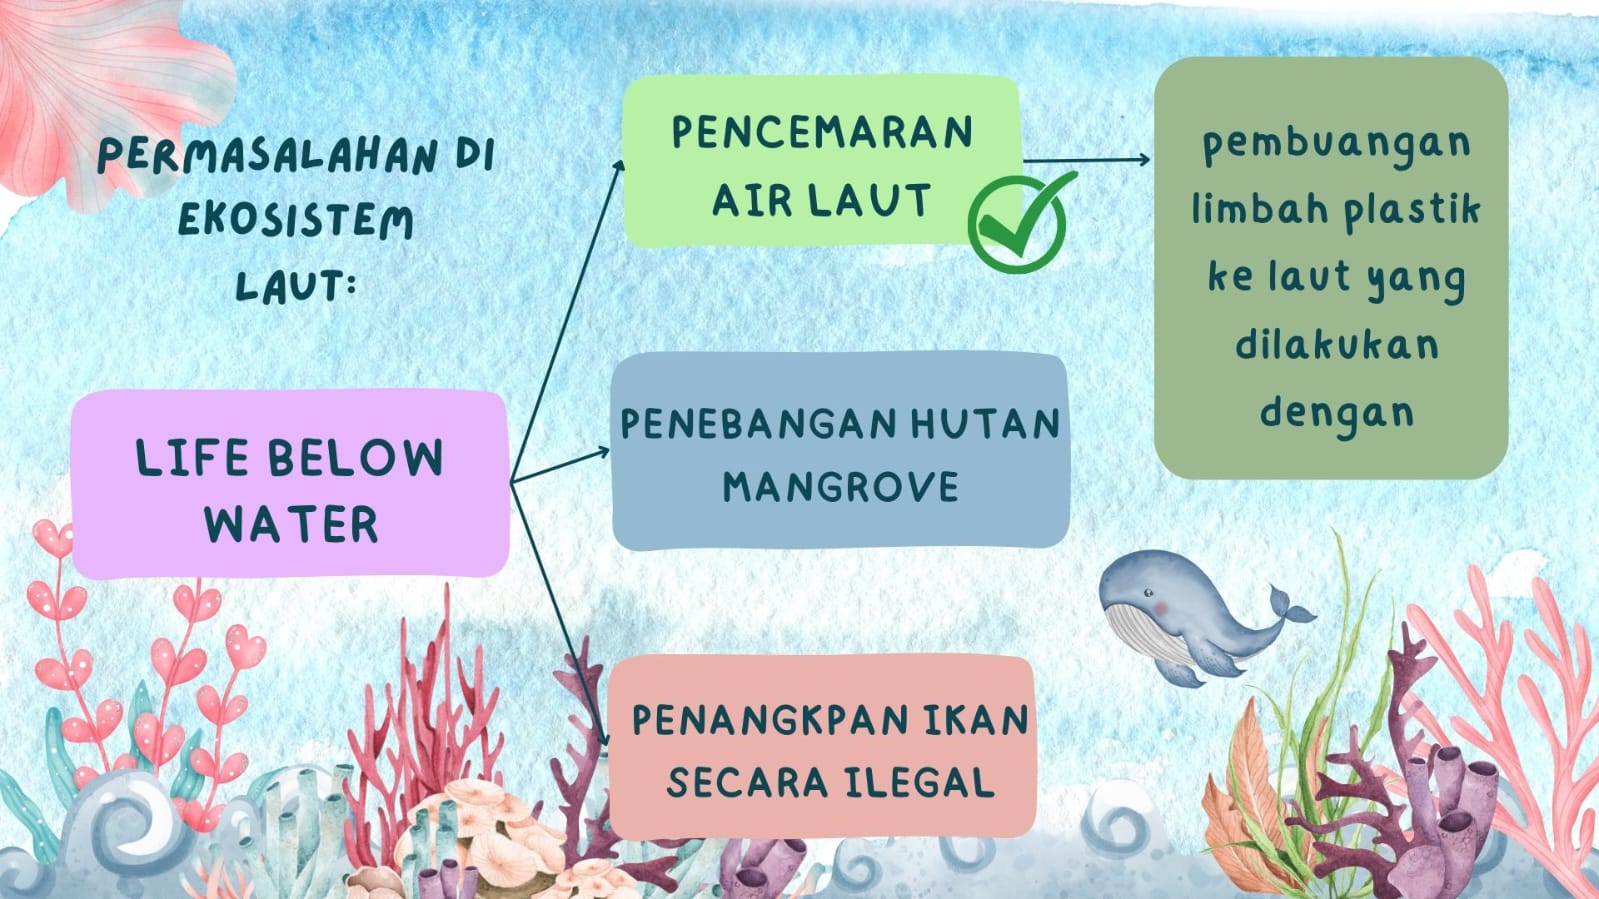 PERMASALAHAN DI
EKOSISTEM
LAUT:
LIFE BELOW
WATER
PENCEMARAN
AIR LAUT
pembuangan
limbah plastik
ke laut yang
dilakukan
dengan
PENEBANGAN HUTAN
MANGROVE
PENANGKPAN IKAN
SECARA ILEGAL